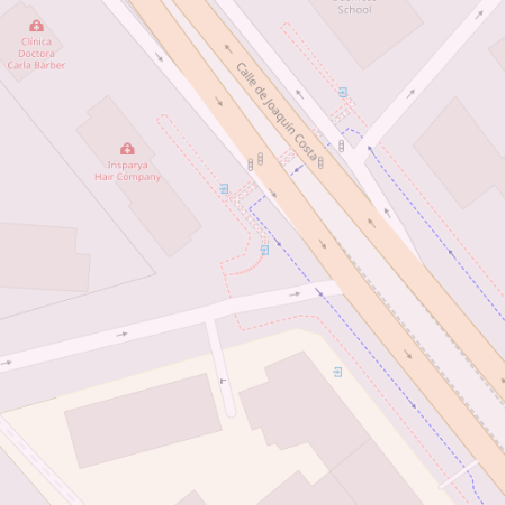 School
Clínica
Doctora
Carla Barber
Calle de Joaquín Costa
Insparya
Hair Company